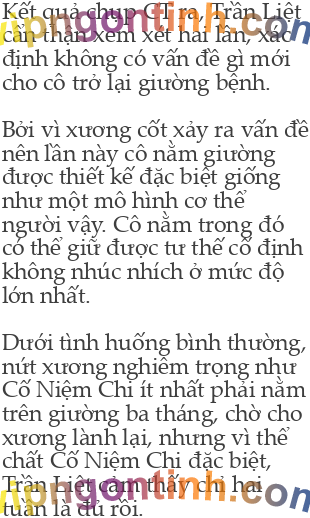 Kết quả chụp CT ra, Trần Liệt
cẩn thận xem xét hai lần, xác
định không có vấn đề gì mới
cho cô trở lại giường bệnh.
Bởi vì xương cốt xảy ra vấn đề
nên lần này cô nằm giường
được thiết kế đặc biệt giống
như một mô hình cơ thể
người vậy. Cô nằm trong đó
có thể giữ được tư thế cố định
không nhúc nhích ở mức độ
lớn nhất.
Dưới tình huống bình thường,
nứt xương nghiêm trọng như
Cố Niệm Chi ít nhất phải nằm
trên giường ba tháng, chờ cho
xương lành lại, nhưng vì thể
chất Cố Niệm Chi đặc biệt,
Trần Liệt cảm thấy chỉ hai
tuần là đủ rồi.
vipngontinh.com
vipngontinh.com